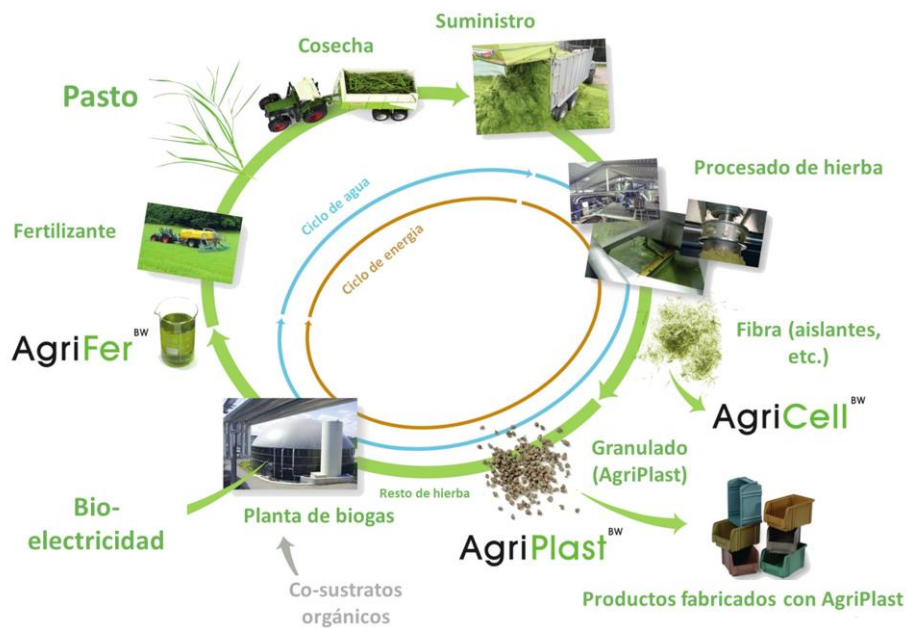 Suministro
Cosecha
Pasto
Procesado de hierba
Ciclo de agua
Ciclo de energía
Fertilizante
AgriFer BW
Fibra (aislantes,
etc.)
AgriCell BW
Granulado
(AgriPlast)
Resto de hierba
AgriPlast BW
Planta de biogas
Bio-
electricidad
Co-sustratos
orgánicos
Productos fabricados con AgriPlast